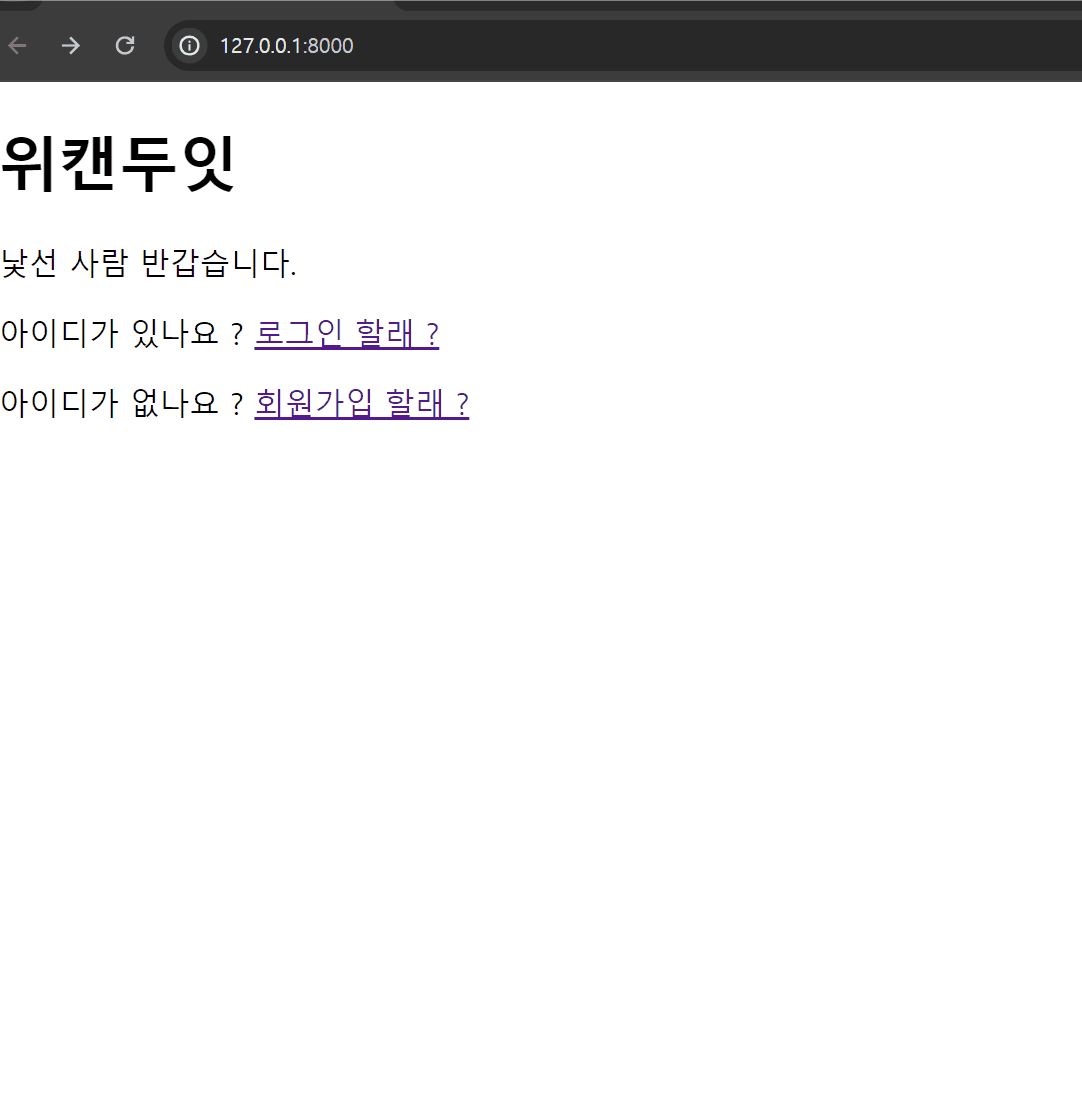 127.0.0.1:8000
위캔두잇
낯선 사람 반갑습니다.
아이디가 있나요 ? 로그인 할래 ?
아이디가 없나요 ? 회원가입 할래 ?